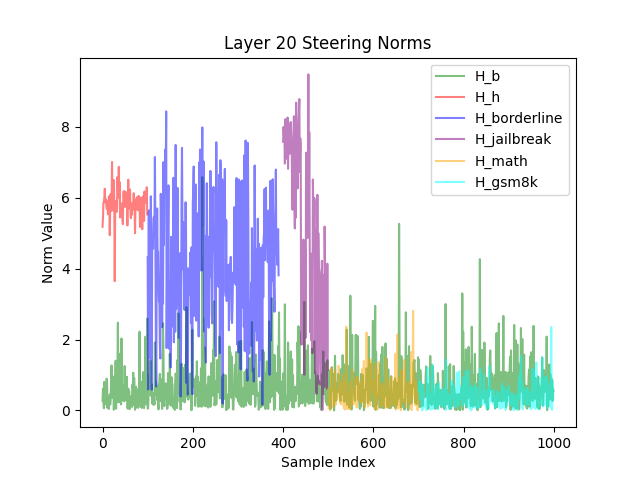 Layer 20 Steering Norms
H_b
H_h
H_borderline
H_jailbreak
H_math
H_gsm8k
Norm Value
8
6
4
2
0
0
200
400
600
800
1000
Sample Index